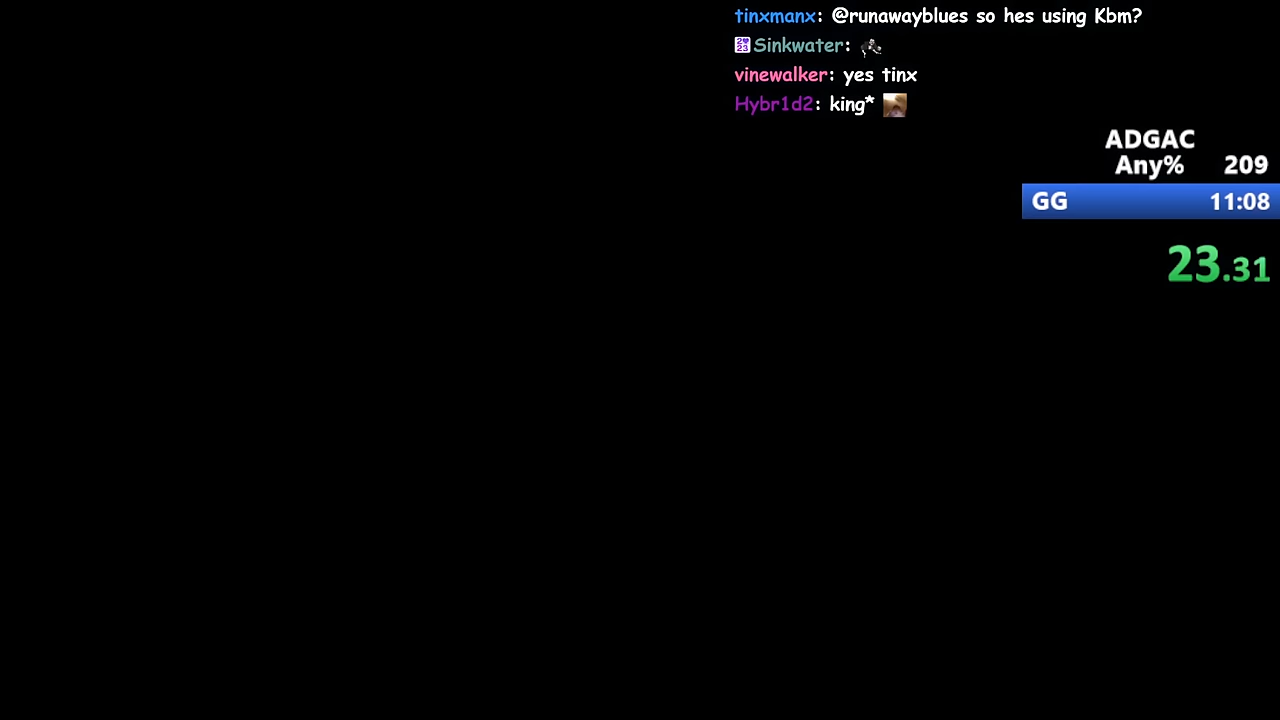 tinxmanx: @runawayblues so hes using Kbm?
2023 Sinkwater:
vinewalker: yes tinx
Hybr1d2: king*
ADGAC
Any% 209
GG 11:08
23.31